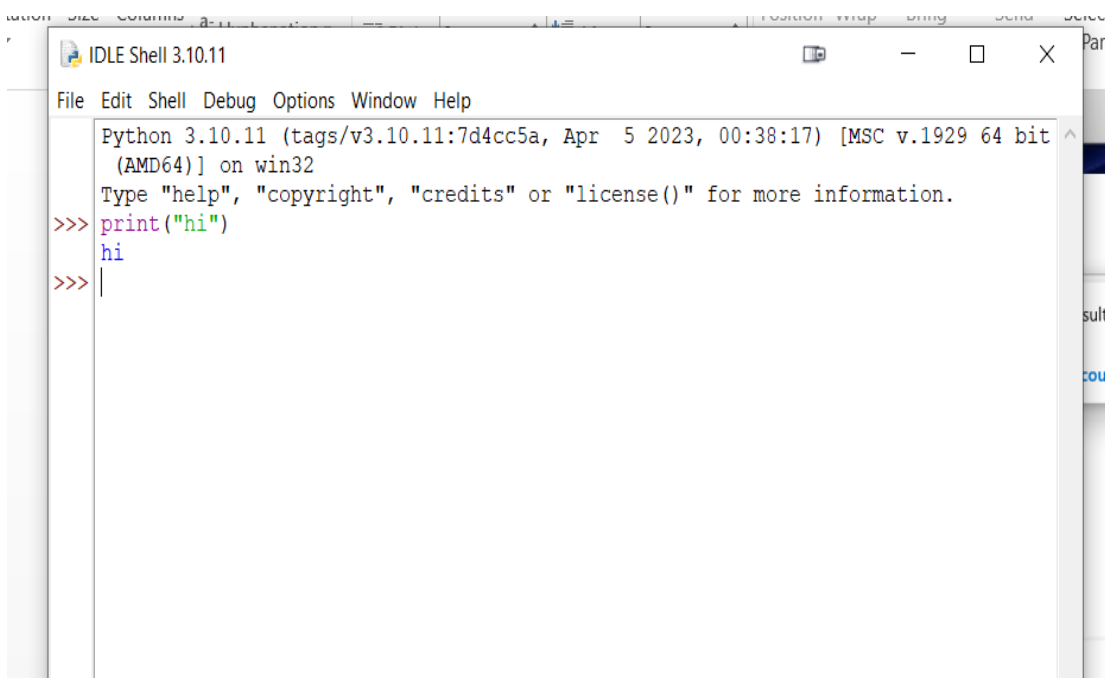 Size Columns
IDLE Shell 3.10.11
File Edit Shell Debug Options Window Help
Python 3.10.11 (tags/v3.10.11:7d4cc5a, Apr  5 2023, 00:38:17) [MSC v.1929 64 bit
(AMD64)] on win32
Type "help", "copyright", "credits" or "license()" for more information.
>>> print("hi")
hi
>>>